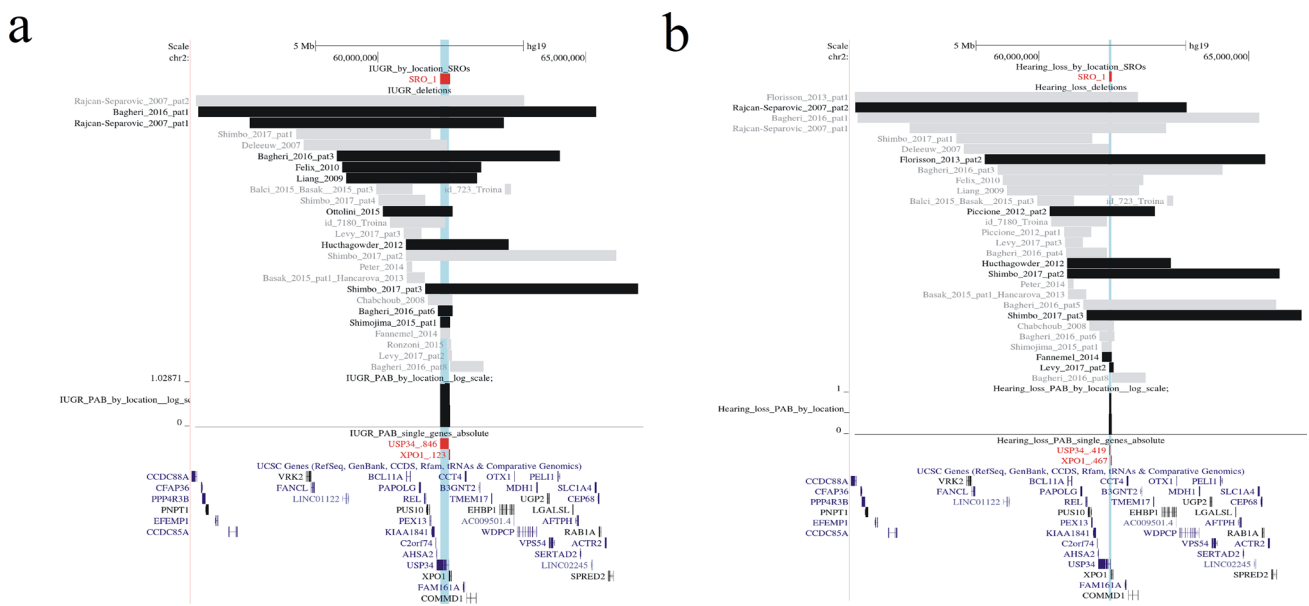 a
Scale
5 Mb
hg19
chr2:
60,000,000
65,000,000
IUGR_by_location_SROs
SRO_1
IUGR_deletions
Rajcan-Separovic_2007_pat2
Bagheri_2016_pat1
Rajcan-Separovic_2007_pat1
Shimbo_2017_pat1
Deleeuw_2007
Bagheri_2016_pat3
Felix_2010
Liang_2009
Balci_2015_Basak__2015_pat3 id_723_Troina
Shimbo_2017_pat4
Ottolini_2015
id_7180_Troina
Levy_2017_pat3
Hucthagowder_2012
Shimbo_2017_pat2
Peter_2014
Basak_2015_pat1_Hancarova_2013
Shimbo_2017_pat3
Chabchoub_2008
Bagheri_2016_pat6
Shimojima_2015_pat1
Fannemel_2014
Ronzoni_2015
Levy_2017_pat2
Bagheri_2016_pat8
IUGR_PAB_by_location__log_scale;
1.02871 _
IUGR_PAB_by_location__log_sc
0 _
IUGR_PAB_single_genes_absolute
USP34_.846
XPO1_.123
UCSC Genes (RefSeq, GenBank, CCDS, Rfam, tRNAs & Comparative Genomics)
CCDC88A VRK2 BCL11A CCT4 OTX1 PELI1
CFAP36 FANCL PAPOLG B3GNT2 MDH1 SLC1A4
PPP4R3B LINC01122 REL TMEM17 UGP2 CEP68
PNPT1 PUS10 EHBP1 LGALSL
EFEMP1 PEX13 AC009501.4 AFTPH
CCDC85A KIAA1841 WDPCP RAB1A
C2orf74 VPS54 ACTR2
AHSA2 SERTAD2
USP34 LINC02245
XPO1 SPRED2
FAM161A
COMMD1
b
Scale
5 Mb
hg19
chr2:
60,000,000
65,000,000
Hearing_loss_by_location_SROs
SRO_1
Hearing_loss_deletions
Florisson_2013_pat1
Rajcan-Separovic_2007_pat2
Bagheri_2016_pat1
Rajcan-Separovic_2007_pat1
Shimbo_2017_pat1
Deleeuw_2007
Florisson_2013_pat2
Bagheri_2016_pat3
Felix_2010
Liang_2009
Balci_2015_Basak__2015_pat3 id_723_Troina
Piccione_2012_pat2
id_7180_Troina
Piccione_2012_pat1
Levy_2017_pat3
Bagheri_2016_pat4
Hucthagowder_2012
Shimbo_2017_pat2
Peter_2014
Basak_2015_pat1_Hancarova_2013
Bagheri_2016_pat5
Shimbo_2017_pat3
Chabchoub_2008
Bagheri_2016_pat6
Shimojima_2015_pat1
Fannemel_2014
Levy_2017_pat2
Bagheri_2016_pat8
Hearing_loss_PAB_by_location__log_scale;
1 _
Hearing_loss_PAB_by_location_
0 _
Hearing_loss_PAB_single_genes_absolute
USP34_.419
XPO1_.467
UCSC Genes (RefSeq, GenBank, CCDS, Rfam, tRNAs & Comparative Genomics)
CCDC88A VRK2 BCL11A CCT4 OTX1 PELI1
CFAP36 FANCL PAPOLG B3GNT2 MDH1 SLC1A4
PPP4R3B LINC01122 REL TMEM17 UGP2 CEP68
PNPT1 PUS10 EHBP1 LGALSL
EFEMP1 PEX13 AC009501.4 AFTPH
CCDC85A KIAA1841 WDPCP RAB1A
C2orf74 VPS54 ACTR2
AHSA2 SERTAD2
USP34 LINC02245
XPO1 SPRED2
FAM161A
COMMD1